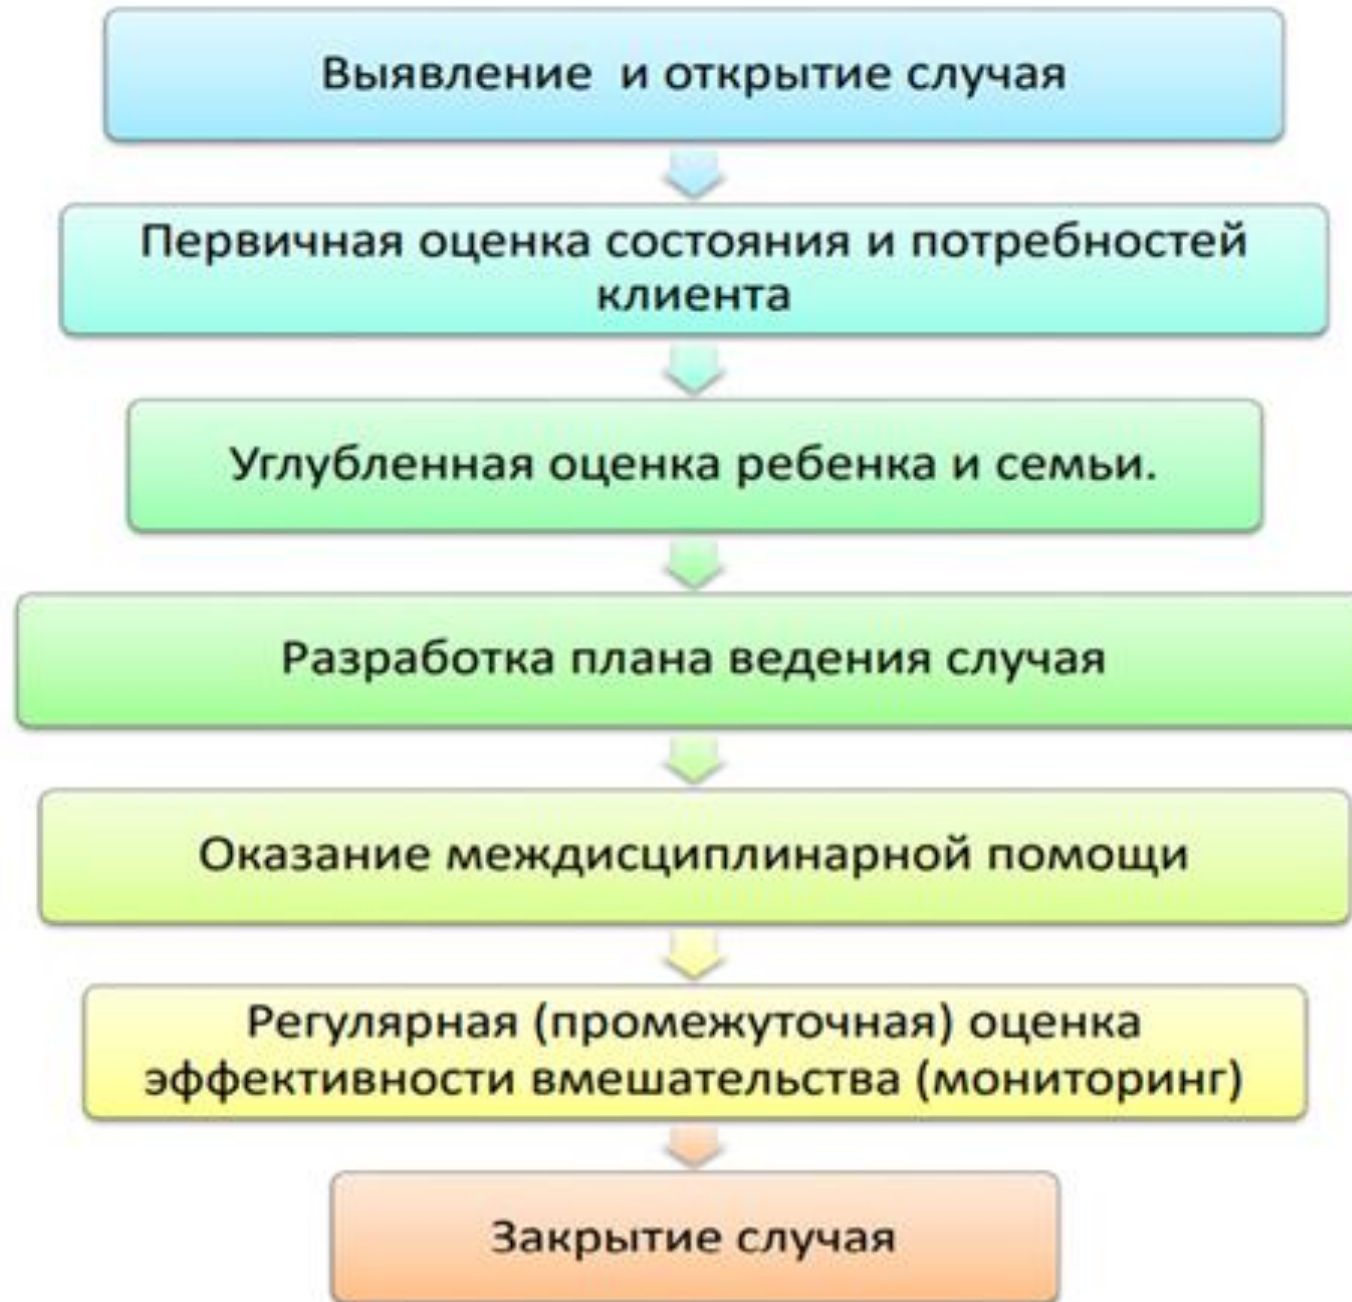 Выявление и открытие случая
Первичная оценка состояния и потребностей
клиента
Углубленная оценка ребенка и семьи.
Разработка плана ведения случая
Оказание междисциплинарной помощи
Регулярная (промежуточная) оценка
эффективности вмешательства (мониторинг)
Закрытие случая